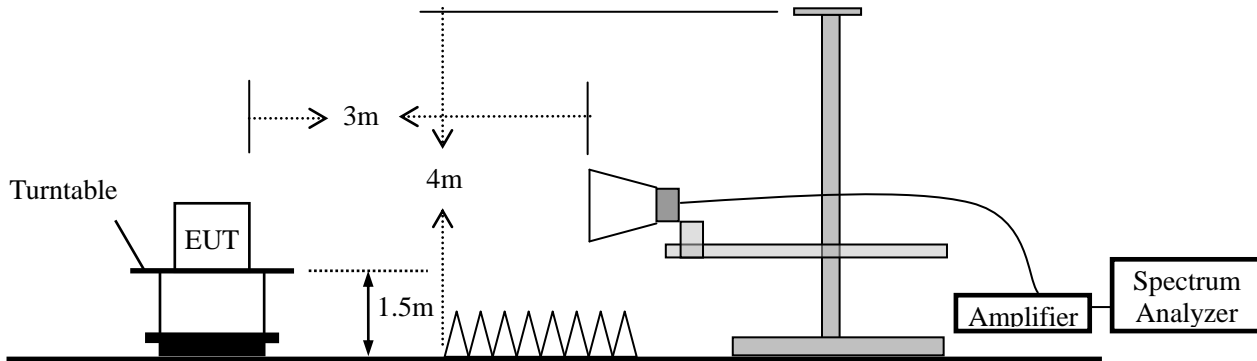 3m
4m
Turntable
EUT
1.5m
Amplifier
Spectrum
Analyzer